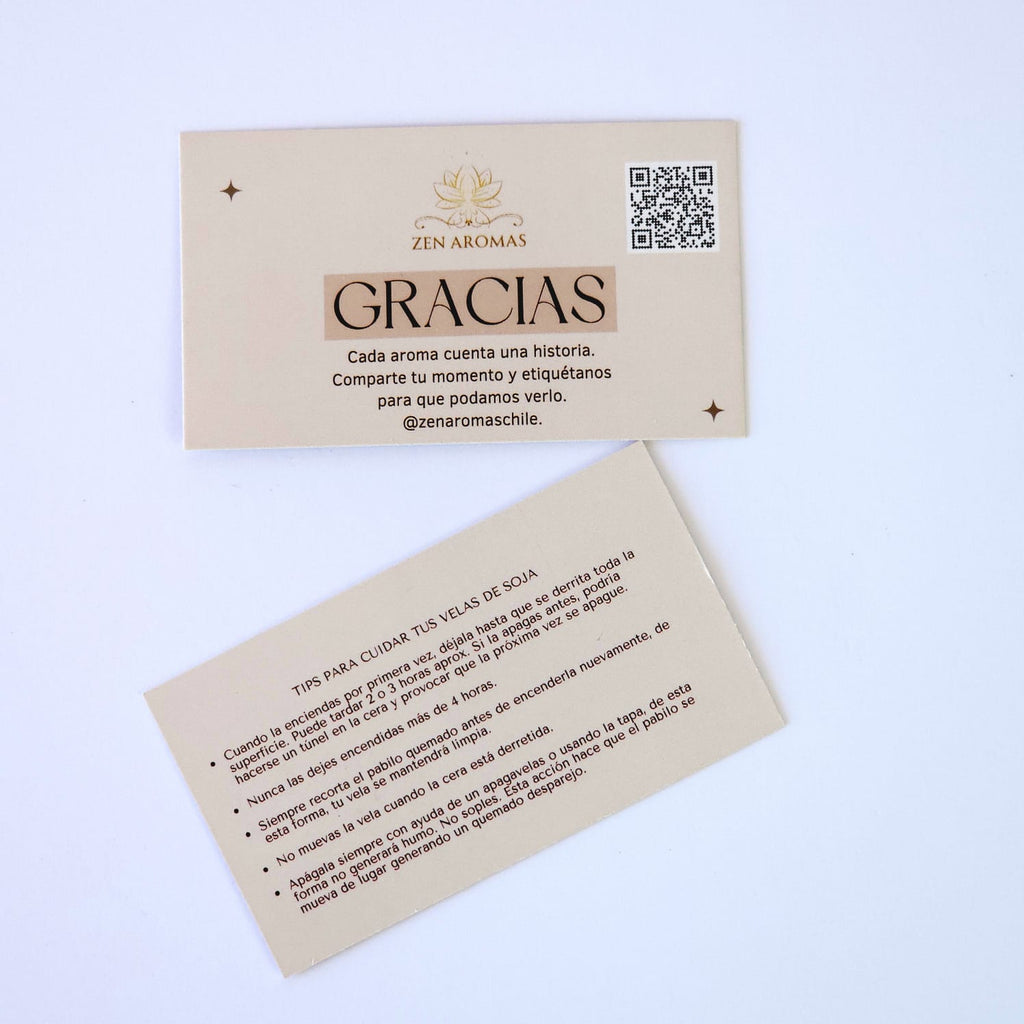 ZEN AROMAS
GRACIAS
Cada aroma cuenta una historia.
Comparte tu momento y etiquétanos
para que podamos verlo.
@zenaromaschile.
TIPS PARA CUIDAR TUS VELAS DE SOJA
• Cuando la enciendas por primera vez, déjala hasta que se derrita toda la
superficie. Puede tardar 2 o 3 horas aprox. Si la apagas antes, podría
hacerse un túnel en la cera y provocar que la próxima vez se apague.
• Nunca las dejes encendidas más de 4 horas.
• Siempre recorta el pabilo quemado antes de encenderla nuevamente, de
esta forma, tu vela se mantendrá limpia.
• No muevas la vela cuando la cera está derretida.
• Apágala siempre con ayuda de un apagavelas o usando la tapa, de esta
forma no generará humo. No soples. Esta acción hace que el pabilo se
mueva de lugar generando un quemado desparejo.